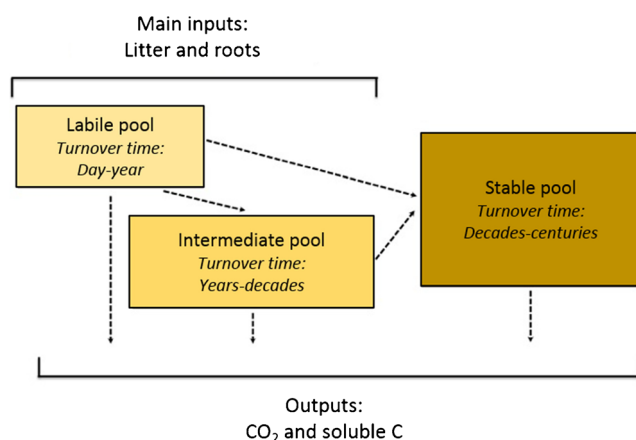 Main inputs:
Litter and roots
Labile pool
Turnover time:
Day-year
Intermediate pool
Turnover time:
Years-decades
Stable pool
Turnover time:
Decades-centuries
Outputs:
CO₂ and soluble C